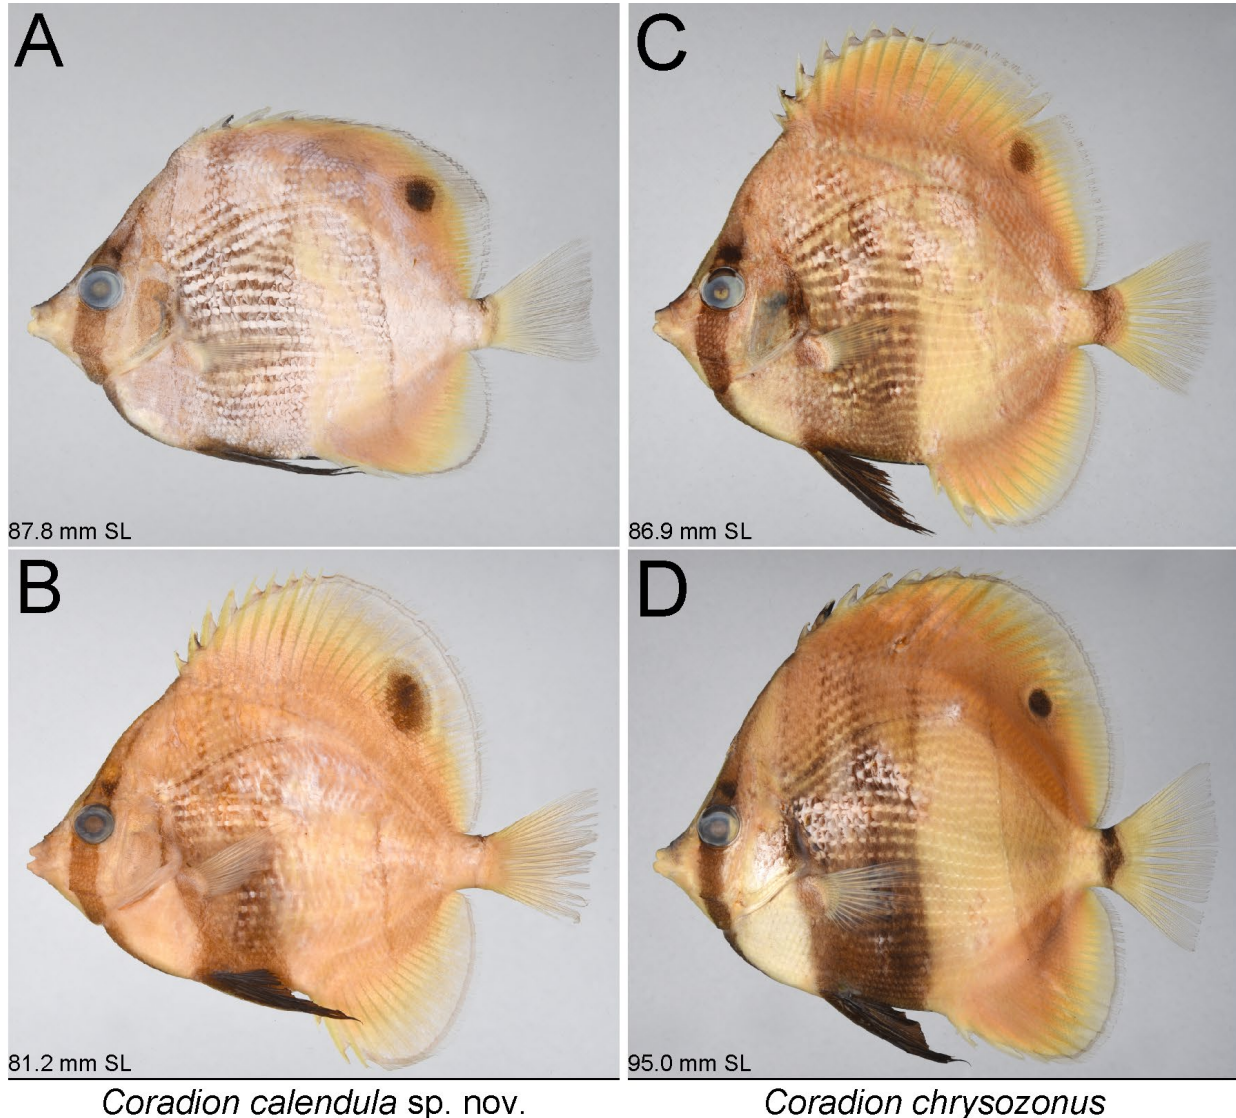 A
87.8 mm SL
B
81.2 mm SL
C
86.9 mm SL
D
95.0 mm SL
Coradion calendula sp. nov.
Coradion chrysozonus